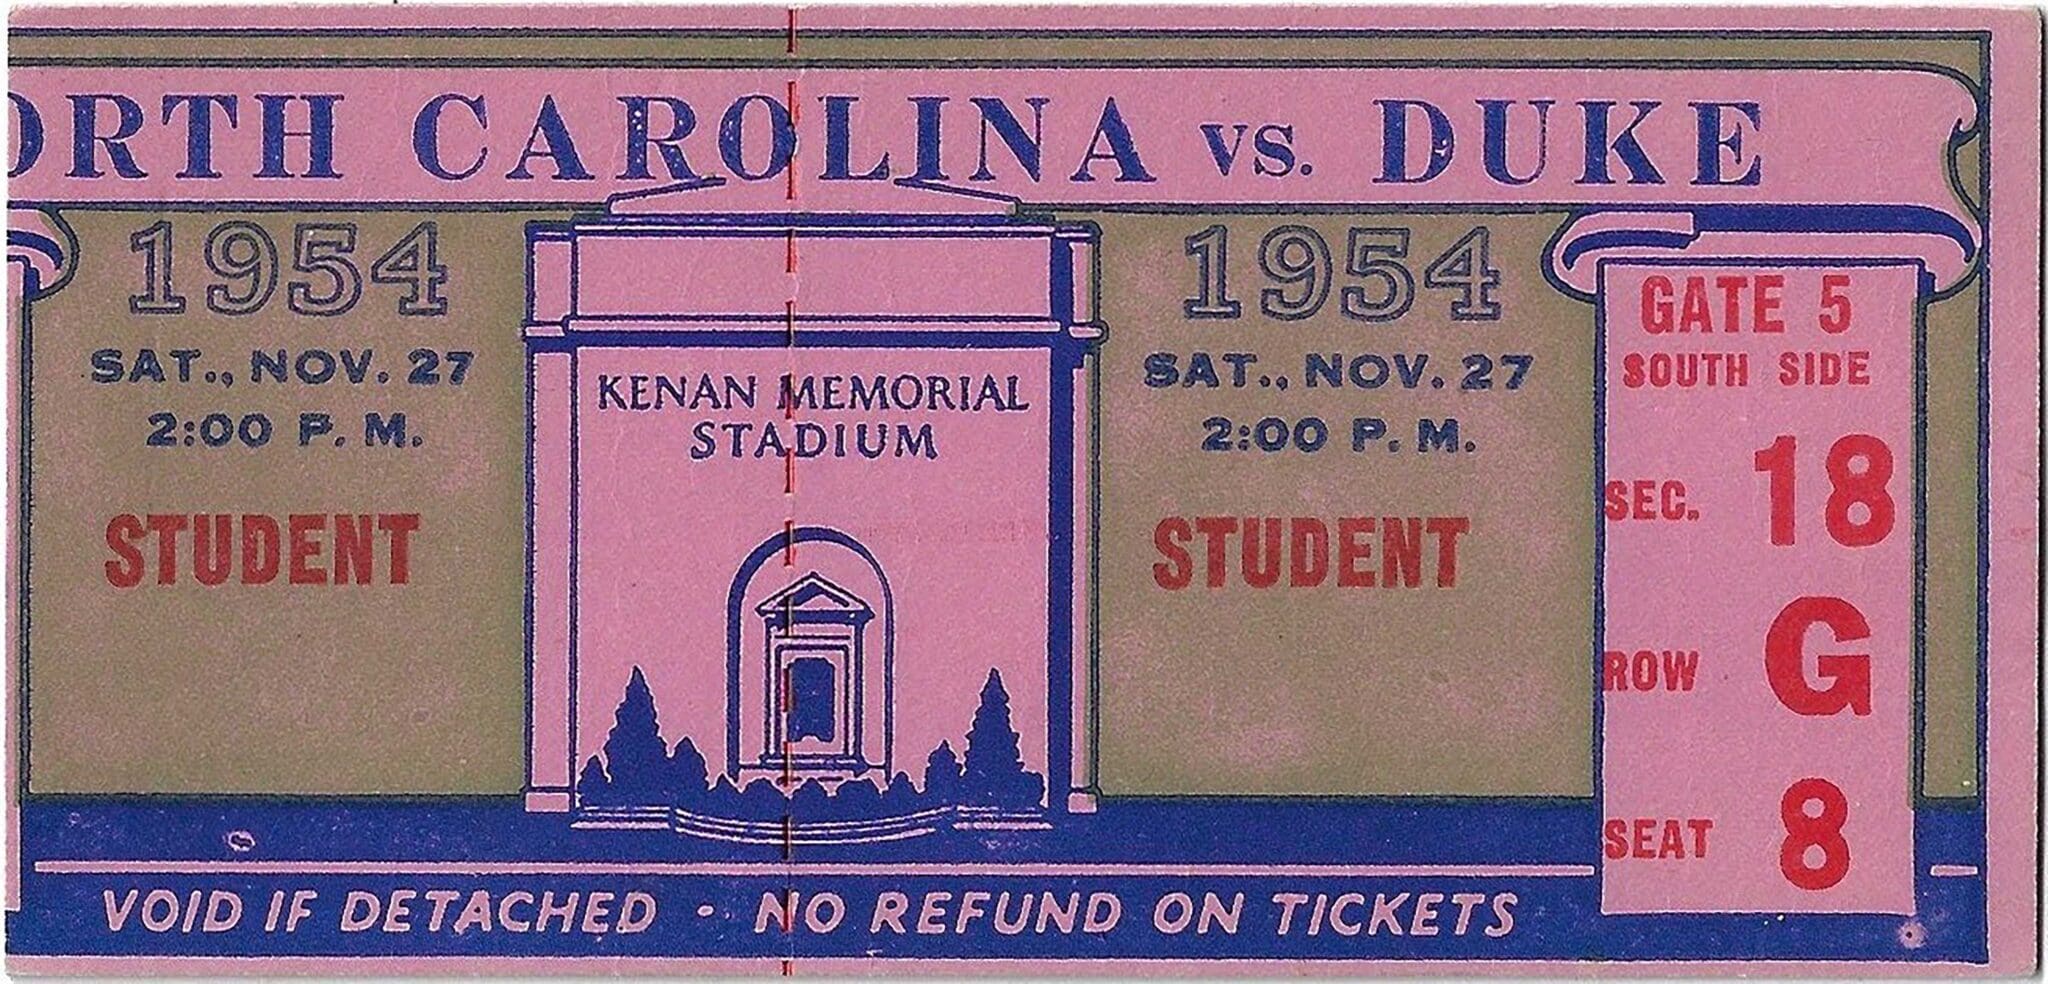 ORTH CAROLINA vs. DUKE
1954
SAT., NOV. 27
2:00 P. M.
STUDENT
KENAN MEMORIAL
STADIUM
1954
SAT., NOV. 27
2:00 P. M.
STUDENT
GATE 5
SOUTH SIDE
SEC. 18
ROW G
SEAT 8
VOID IF DETACHED · NO REFUND ON TICKETS